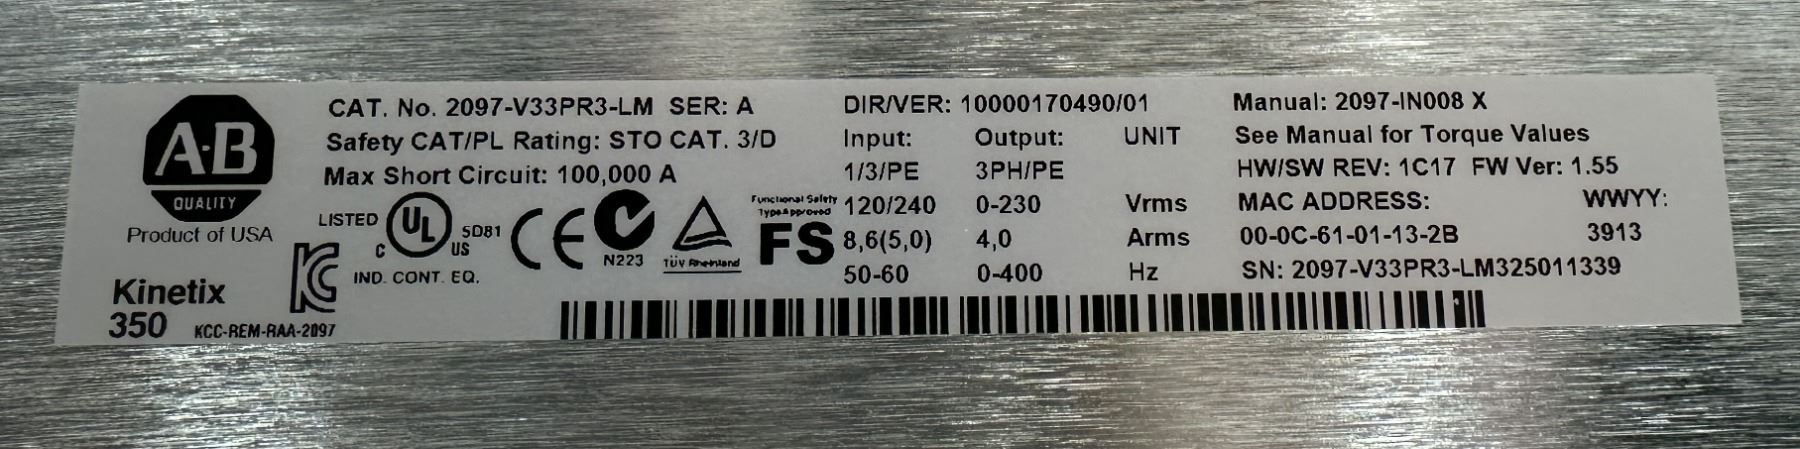 A-B
QUALITY
Product of USA
Kinetix
350
KCC-REM-RAA-2097
CAT. No. 2097-V33PR3-LM SER: A
Safety CAT/PL Rating: STO CAT. 3/D
Max Short Circuit: 100,000 A
LISTED
C UL US
5D81
IND. CONT. EQ.
CE
N223
TÜV Rheinland
Functional Safety
Type Approved
FS
DIR/VER: 10000170490/01
Input: Output: UNIT
1/3/PE 3PH/PE
120/240 0-230 Vrms
8,6(5,0) 4,0 Arms
50-60 0-400 Hz
Manual: 2097-IN008 X
See Manual for Torque Values
HW/SW REV: 1C17 FW Ver: 1.55
MAC ADDRESS: WWYY:
00-0C-61-01-13-2B 3913
SN: 2097-V33PR3-LM325011339